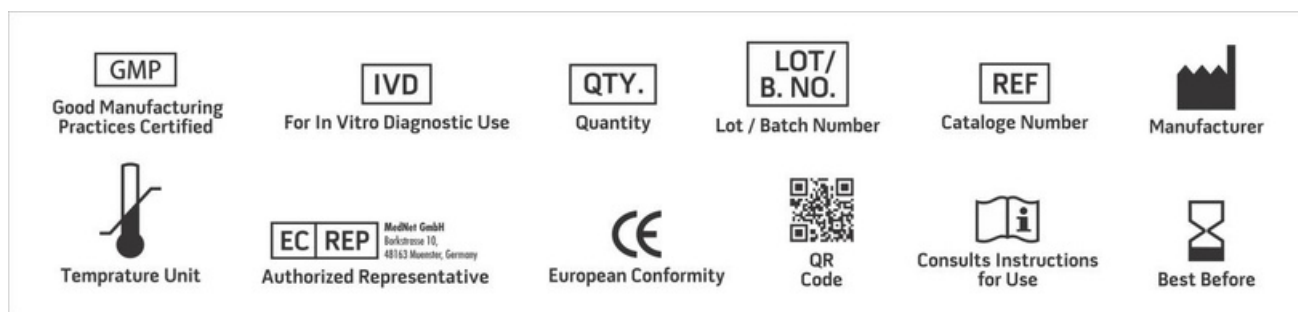 GMP
Good Manufacturing
Practices Certified
IVD
For In Vitro Diagnostic Use
QTY.
Quantity
LOT/
B. NO.
Lot / Batch Number
REF
Cataloge Number
Manufacturer
Temprature Unit
EC REP
MedNet GmbH
Borkstrasse 10,
48163 Muenster, Germany
Authorized Representative
CE
European Conformity
QR
Code
i
Consults Instructions
for Use
Best Before